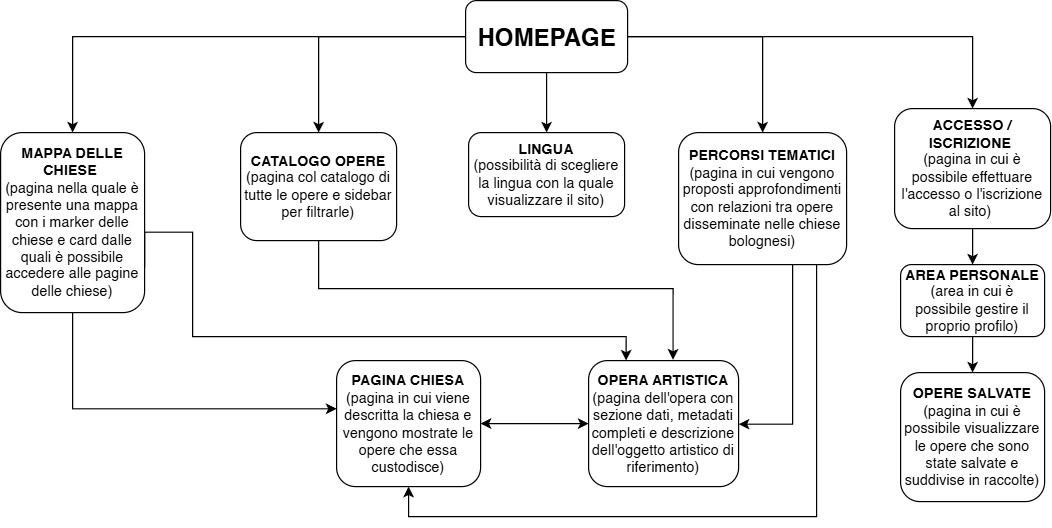 HOMEPAGE
MAPPA DELLE
CHIESE
(pagina nella quale è
presente una mappa
con i marker delle
chiese e card dalle
quali è possibile
accedere alle pagine
delle chiese)
CATALOGO OPERE
(pagina col catalogo di
tutte le opere e sidebar
per filtrarle)
LINGUA
(possibilità di scegliere
la lingua con la quale
visualizzare il sito)
PERCORSI TEMATICI
(pagina in cui vengono
proposti approfondimenti
con relazioni tra opere
disseminate nelle chiese
bolognesi)
ACCESSO /
ISCRIZIONE
(pagina in cui è
possibile effettuare
l'accesso o l'iscrizione
al sito)
AREA PERSONALE
(area in cui è
possibile gestire il
proprio profilo)
PAGINA CHIESA
(pagina in cui viene
descritta la chiesa e
vengono mostrate le
opere che essa
custodisce)
OPERA ARTISTICA
(pagina dell'opera con
sezione dati, metadati
completi e descrizione
dell'oggetto artistico di
riferimento)
OPERE SALVATE
(pagina in cui è
possibile visualizzare
le opere che sono
state salvate e
suddivise in raccolte)